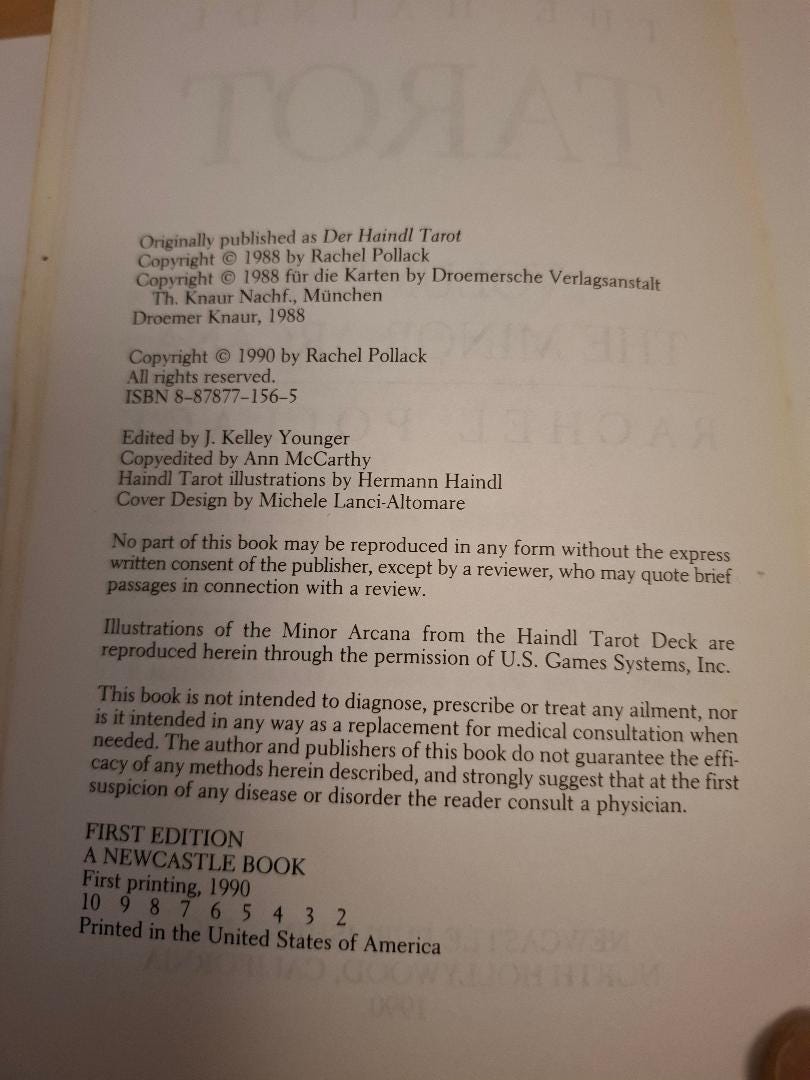 Originally published as Der Haindl Tarot
Copyright © 1988 by Rachel Pollack
Copyright © 1988 für die Karten by Droemersche Verlagsanstalt
Th. Knaur Nachf., München
Droemer Knaur, 1988
Copyright © 1990 by Rachel Pollack
All rights reserved.
ISBN 8–87877–156–5
Edited by J. Kelley Younger
Copyedited by Ann McCarthy
Haindl Tarot illustrations by Hermann Haindl
Cover Design by Michele Lanci-Altomare
No part of this book may be reproduced in any form without the express
written consent of the publisher, except by a reviewer, who may quote brief
passages in connection with a review.
Illustrations of the Minor Arcana from the Haindl Tarot Deck are
reproduced herein through the permission of U.S. Games Systems, Inc.
This book is not intended to diagnose, prescribe or treat any ailment, nor
is it intended in any way as a replacement for medical consultation when
needed. The author and publishers of this book do not guarantee the effi-
cacy of any methods herein described, and strongly suggest that at the first
suspicion of any disease or disorder the reader consult a physician.
FIRST EDITION
A NEWCASTLE BOOK
First printing, 1990
10 9 8 7 6 5 4 3 2
Printed in the United States of America